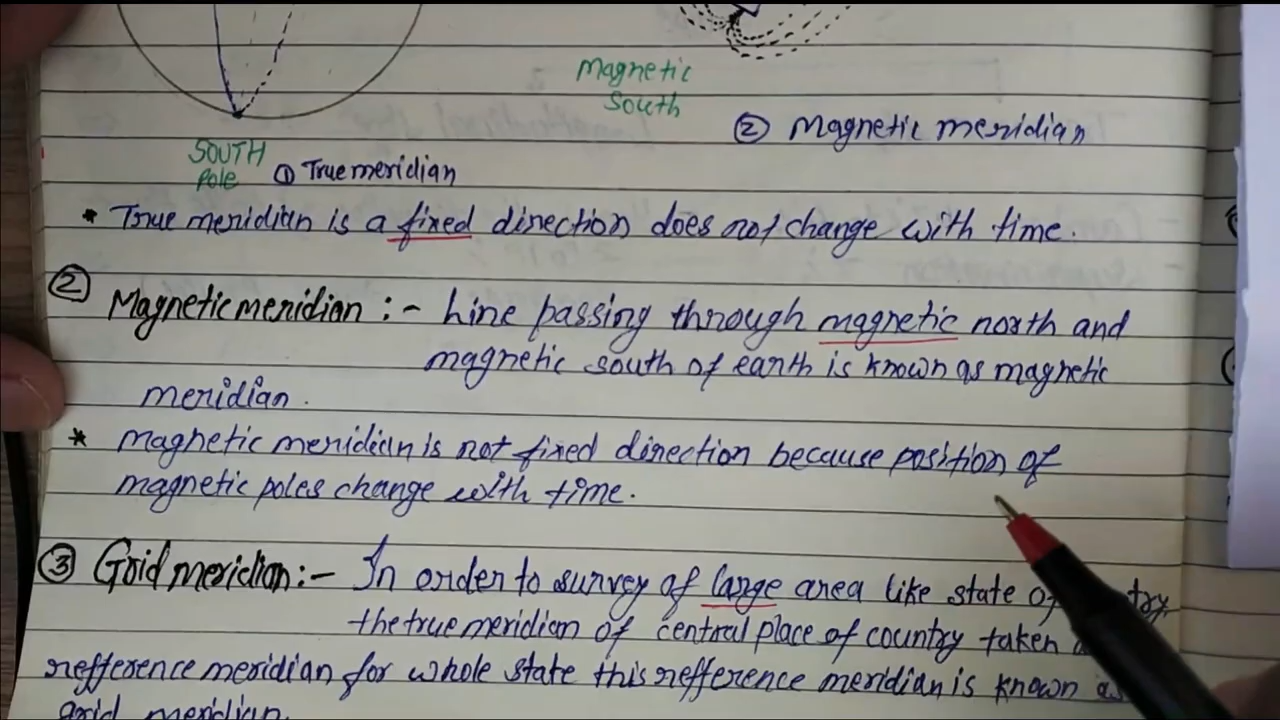 Magnetic
South
② Magnetic meridian
SOUTH
Pole ① True meridian
* True meridian is a fixed direction does not change with time.
② Magnetic meridian :- Line passing through magnetic north and
magnetic south of earth is known as magnetic
meridian.
* magnetic meridian is not fixed direction because position of
magnetic poles change with time.
③ Grid meridian:- In order to survey of large area like state
the true meridian of central place of country taken
refference meridian for whole state this refference meridian is known as
grid meridian.